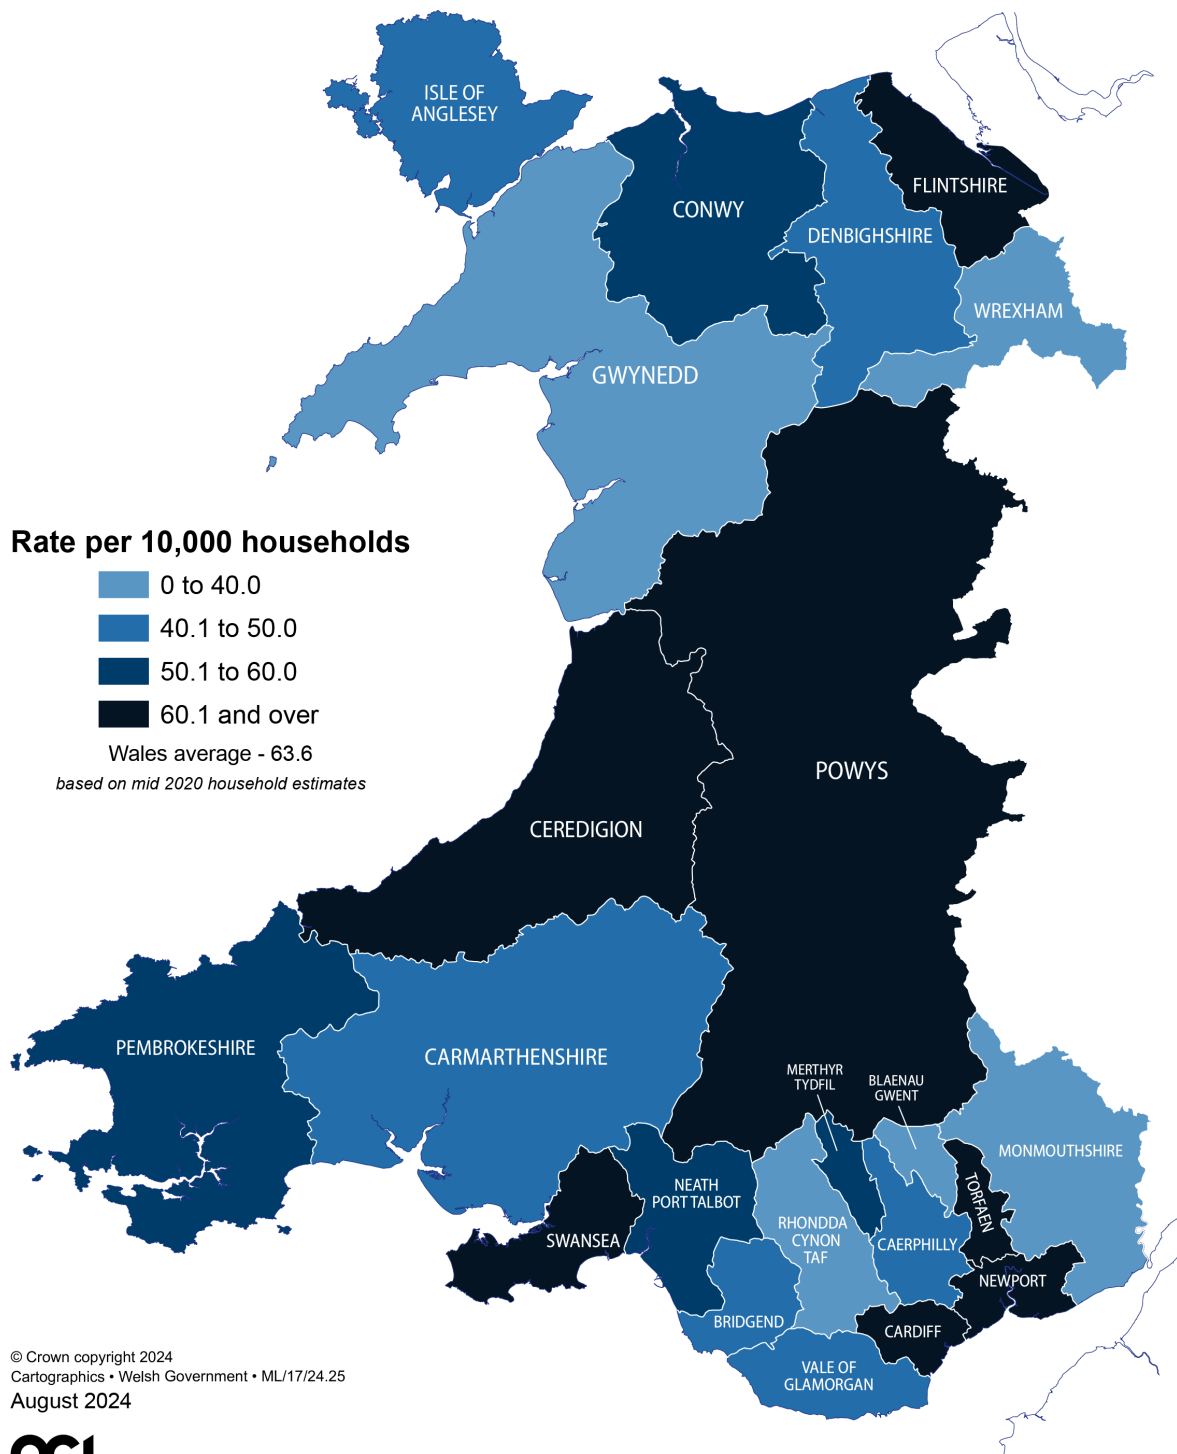 ISLE OF
ANGLESEY
CONWY
FLINTSHIRE
DENBIGHSHIRE
WREXHAM
GWYNEDD
Rate per 10,000 households
0 to 40.0
40.1 to 50.0
50.1 to 60.0
60.1 and over
Wales average - 63.6
based on mid 2020 household estimates
POWYS
CEREDIGION
PEMBROKESHIRE
CARMARTHENSHIRE
MERTHYR
TYDFIL
BLAENAU
GWENT
MONMOUTHSHIRE
NEATH
PORT TALBOT
TORFAEN
RHONDDA
CYNON
TAF
SWANSEA
CAERPHILLY
NEWPORT
BRIDGEND
CARDIFF
VALE OF
GLAMORGAN
© Crown copyright 2024
Cartographics • Welsh Government • ML/17/24.25
August 2024